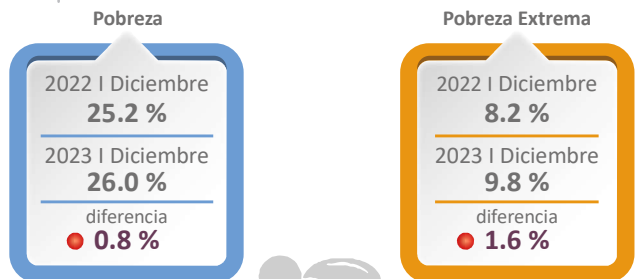 Pobreza
2022 I Diciembre
25.2 %
2023 I Diciembre
26.0 %
diferencia
0.8 %
Pobreza Extrema
2022 I Diciembre
8.2 %
2023 I Diciembre
9.8 %
diferencia
1.6 %